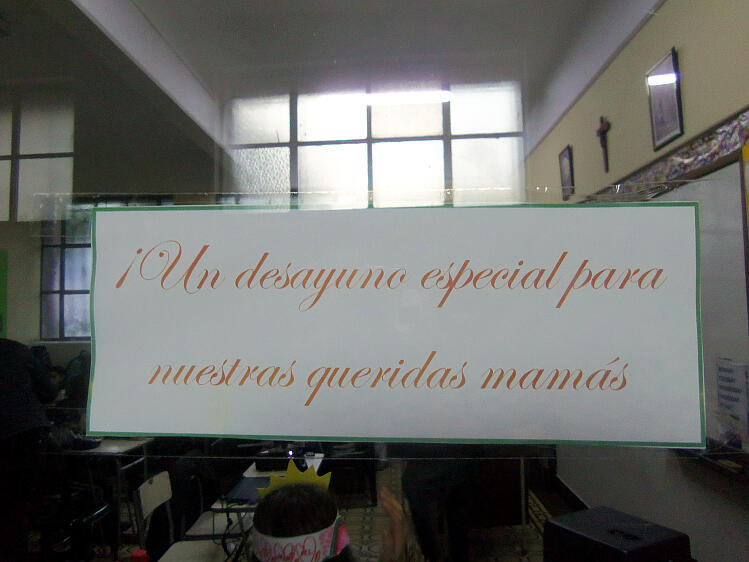 ¡Un desayuno especial para
nuestras queridas mamás